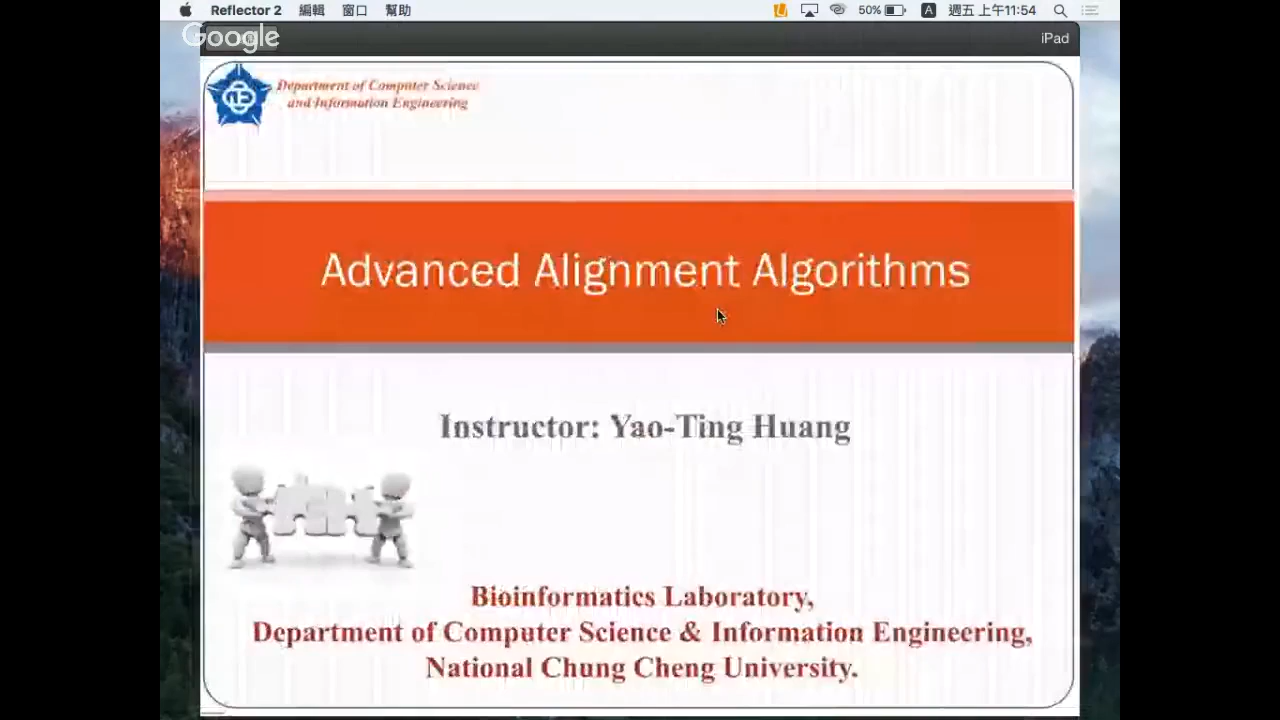 Reflector 2 編輯 窗口 幫助 50% A 週五 上午11:54
Google
iPad
Department of Computer Science
and Information Engineering
Advanced Alignment Algorithms
Instructor: Yao-Ting Huang
Bioinformatics Laboratory,
Department of Computer Science & Information Engineering,
National Chung Cheng University.